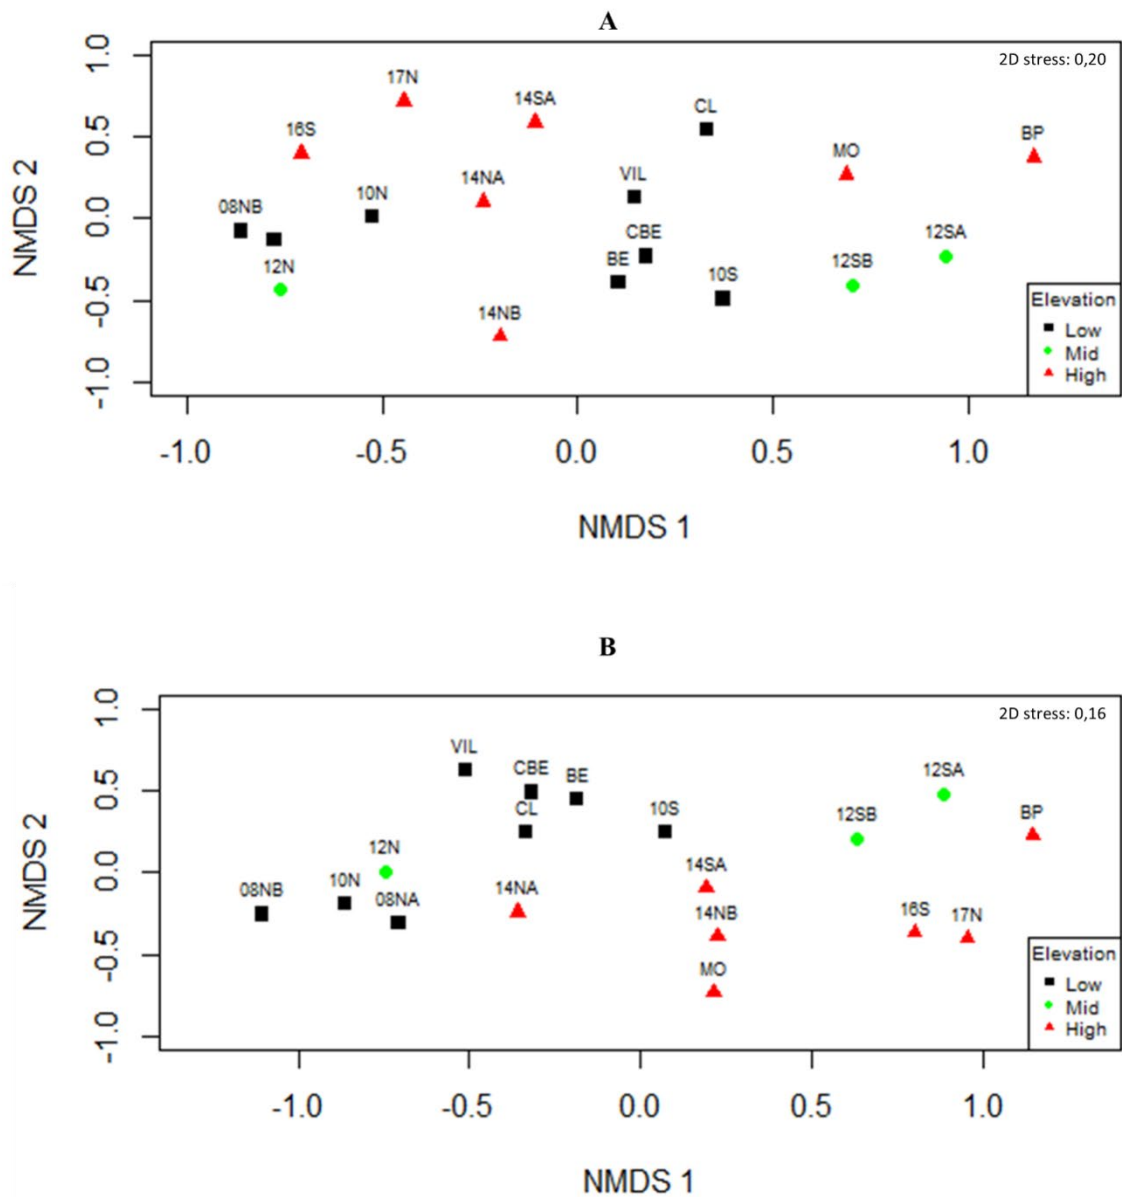 A
2D stress: 0,20
17N
14SA
CL
16S
MO
BP
14NA
VIL
10N
08NB
CBE
12SA
12N
BE
12SB
10S
14NB
Elevation
Low
Mid
High
1.0
0.5
0.0
-0.5
-1.0
NMDS 2
-1.0 -0.5 0.0 0.5 1.0
NMDS 1
B
2D stress: 0,16
VIL
CBE
BE
12SA
CL
10S
12SB
BP
12N
14SA
08NB
10N
08NA
14NA
14NB
16S
17N
MO
Elevation
Low
Mid
High
1.0
0.5
0.0
-0.5
-1.0
NMDS 2
-1.0 -0.5 0.0 0.5 1.0
NMDS 1